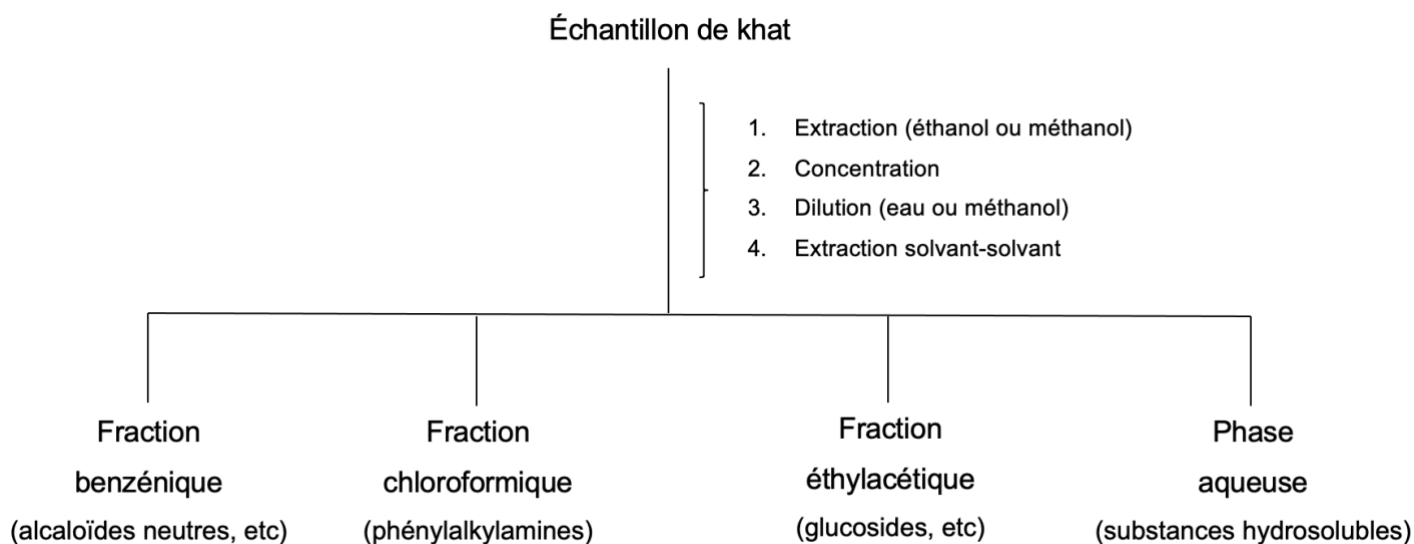 Échantillon de khat
1. Extraction (éthanol ou méthanol)
2. Concentration
3. Dilution (eau ou méthanol)
4. Extraction solvant-solvant
Fraction
benzénique
(alcaloïdes neutres, etc)
Fraction
chloroformique
(phénylalkylamines)
Fraction
éthylacétique
(glucosides, etc)
Phase
aqueuse
(substances hydrosolubles)